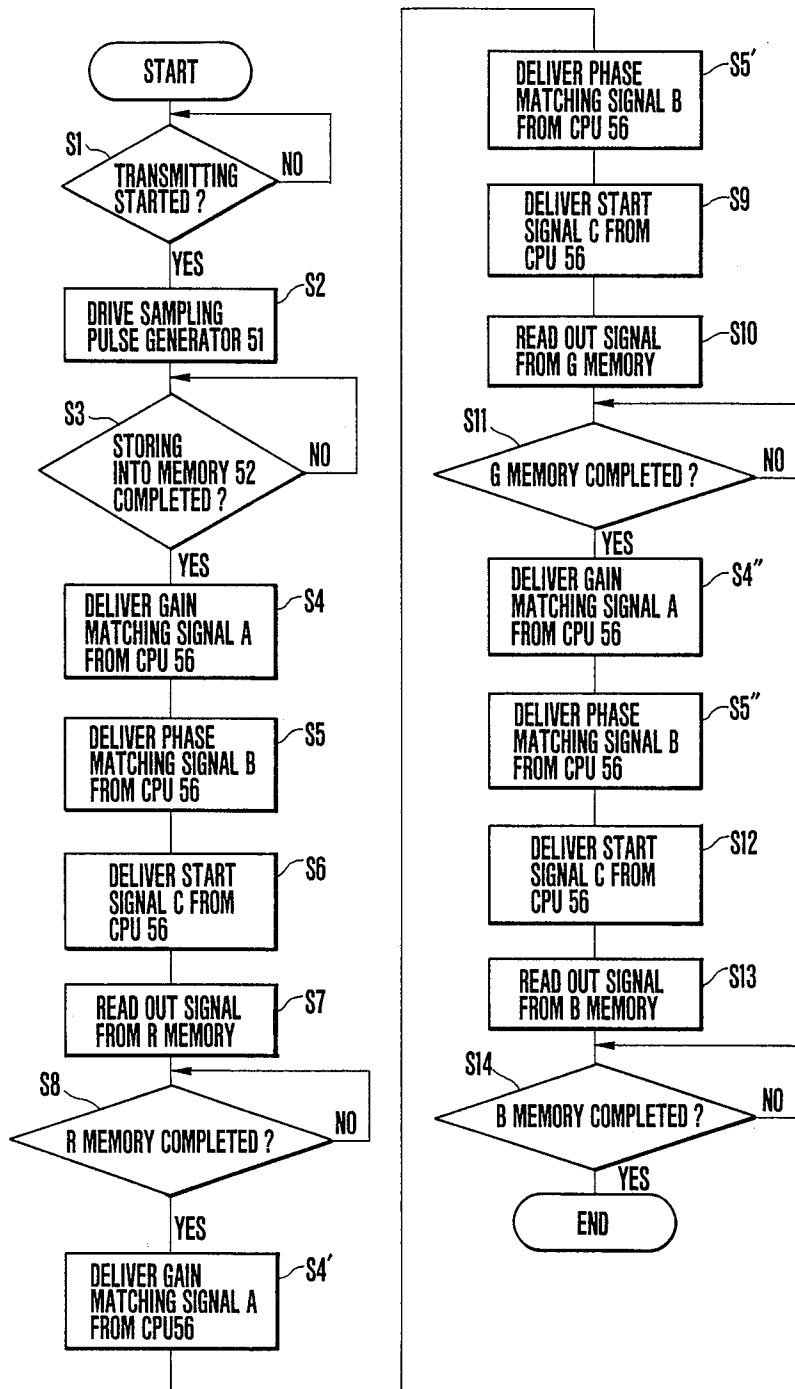 START
S1
TRANSMITTING
STARTED ?
NO
YES
S2
DRIVE SAMPLING
PULSE GENERATOR 51
S3
STORING
INTO MEMORY 52
COMPLETED ?
NO
YES
S4
DELIVER GAIN
MATCHING SIGNAL A
FROM CPU 56
S5
DELIVER PHASE
MATCHING SIGNAL B
FROM CPU 56
S6
DELIVER START
SIGNAL C FROM
CPU 56
S7
READ OUT SIGNAL
FROM R MEMORY
S8
R MEMORY COMPLETED ?
NO
YES
S4′
DELIVER GAIN
MATCHING SIGNAL A
FROM CPU56
S5′
DELIVER PHASE
MATCHING SIGNAL B
FROM CPU 56
S9
DELIVER START
SIGNAL C FROM
CPU 56
S10
READ OUT SIGNAL
FROM G MEMORY
S11
G MEMORY COMPLETED ?
NO
YES
S4″
DELIVER GAIN
MATCHING SIGNAL A
FROM CPU 56
S5″
DELIVER PHASE
MATCHING SIGNAL B
FROM CPU 56
S12
DELIVER START
SIGNAL C FROM
CPU 56
S13
READ OUT SIGNAL
FROM B MEMORY
S14
B MEMORY COMPLETED ?
NO
YES
END